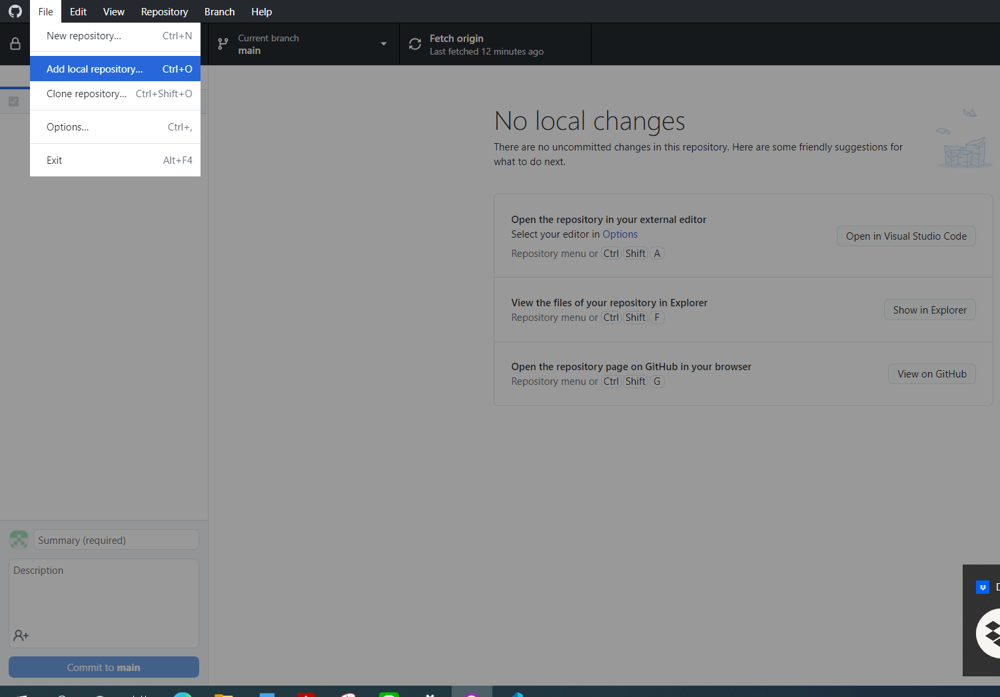 File Edit View Repository Branch Help
New repository... Ctrl+N
Add local repository... Ctrl+O
Clone repository... Ctrl+Shift+O
Options... Ctrl+,
Exit Alt+F4
Current branch
main
Fetch origin
Last fetched 12 minutes ago
No local changes
There are no uncommitted changes in this repository. Here are some friendly suggestions for
what to do next.
Open the repository in your external editor
Select your editor in Options
Repository menu or Ctrl Shift A
Open in Visual Studio Code
View the files of your repository in Explorer
Repository menu or Ctrl Shift F
Show in Explorer
Open the repository page on GitHub in your browser
Repository menu or Ctrl Shift G
View on GitHub
Summary (required)
Description
Commit to main